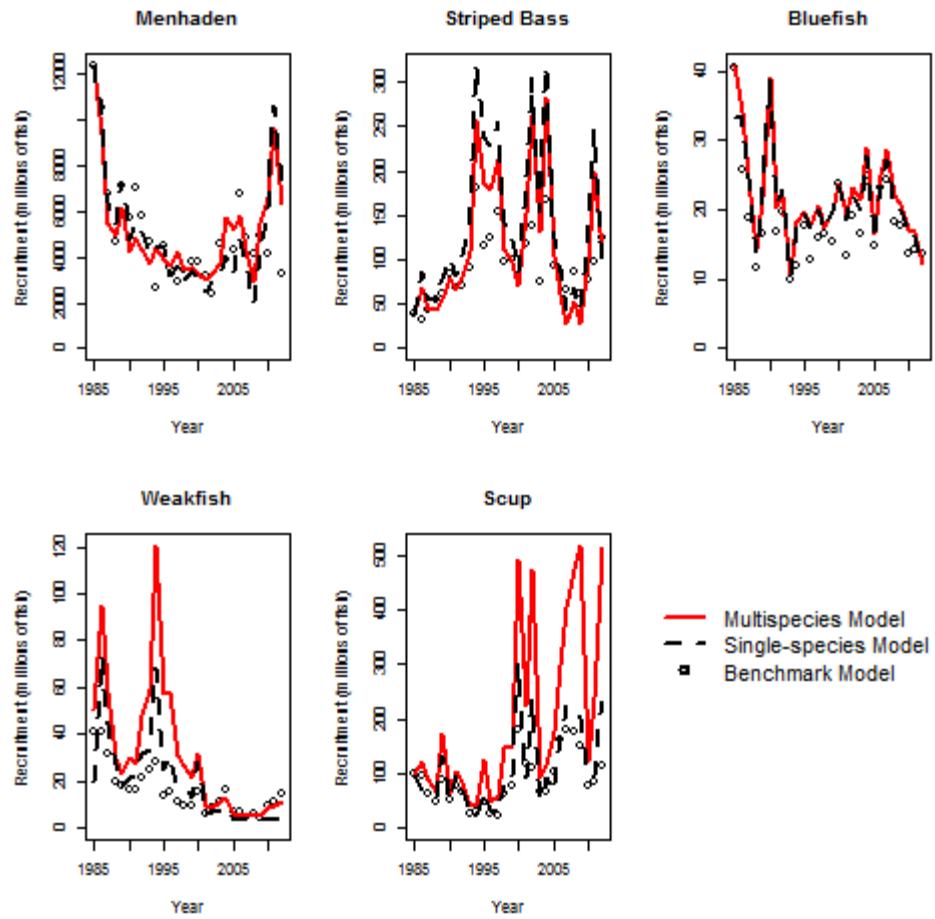 Menhaden
Striped Bass
Bluefish
Recruitment (millions of fish)
0 2000 4000 6000 8000 12000
1985 1995 2005
Year
Recruitment (millions of fish)
0 50 100 150 200 250 300
1985 1995 2005
Year
Recruitment (millions of fish)
0 10 20 30 40
1985 1995 2005
Year
Weakfish
Scup
Recruitment (millions of fish)
0 20 40 60 80 100 120
1985 1995 2005
Year
Recruitment (millions of fish)
0 100 200 300 400 500
1985 1995 2005
Year
Multispecies Model
Single-species Model
Benchmark Model